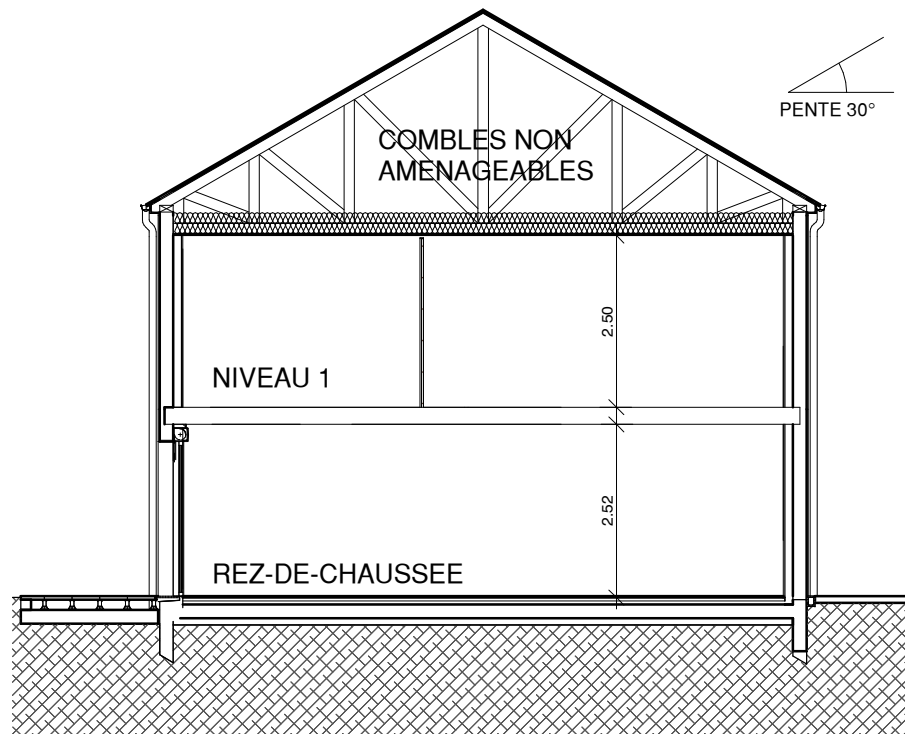 PENTE 30°
COMBLES NON
AMENAGEABLES
2.50
NIVEAU 1
2.52
REZ-DE-CHAUSSEE